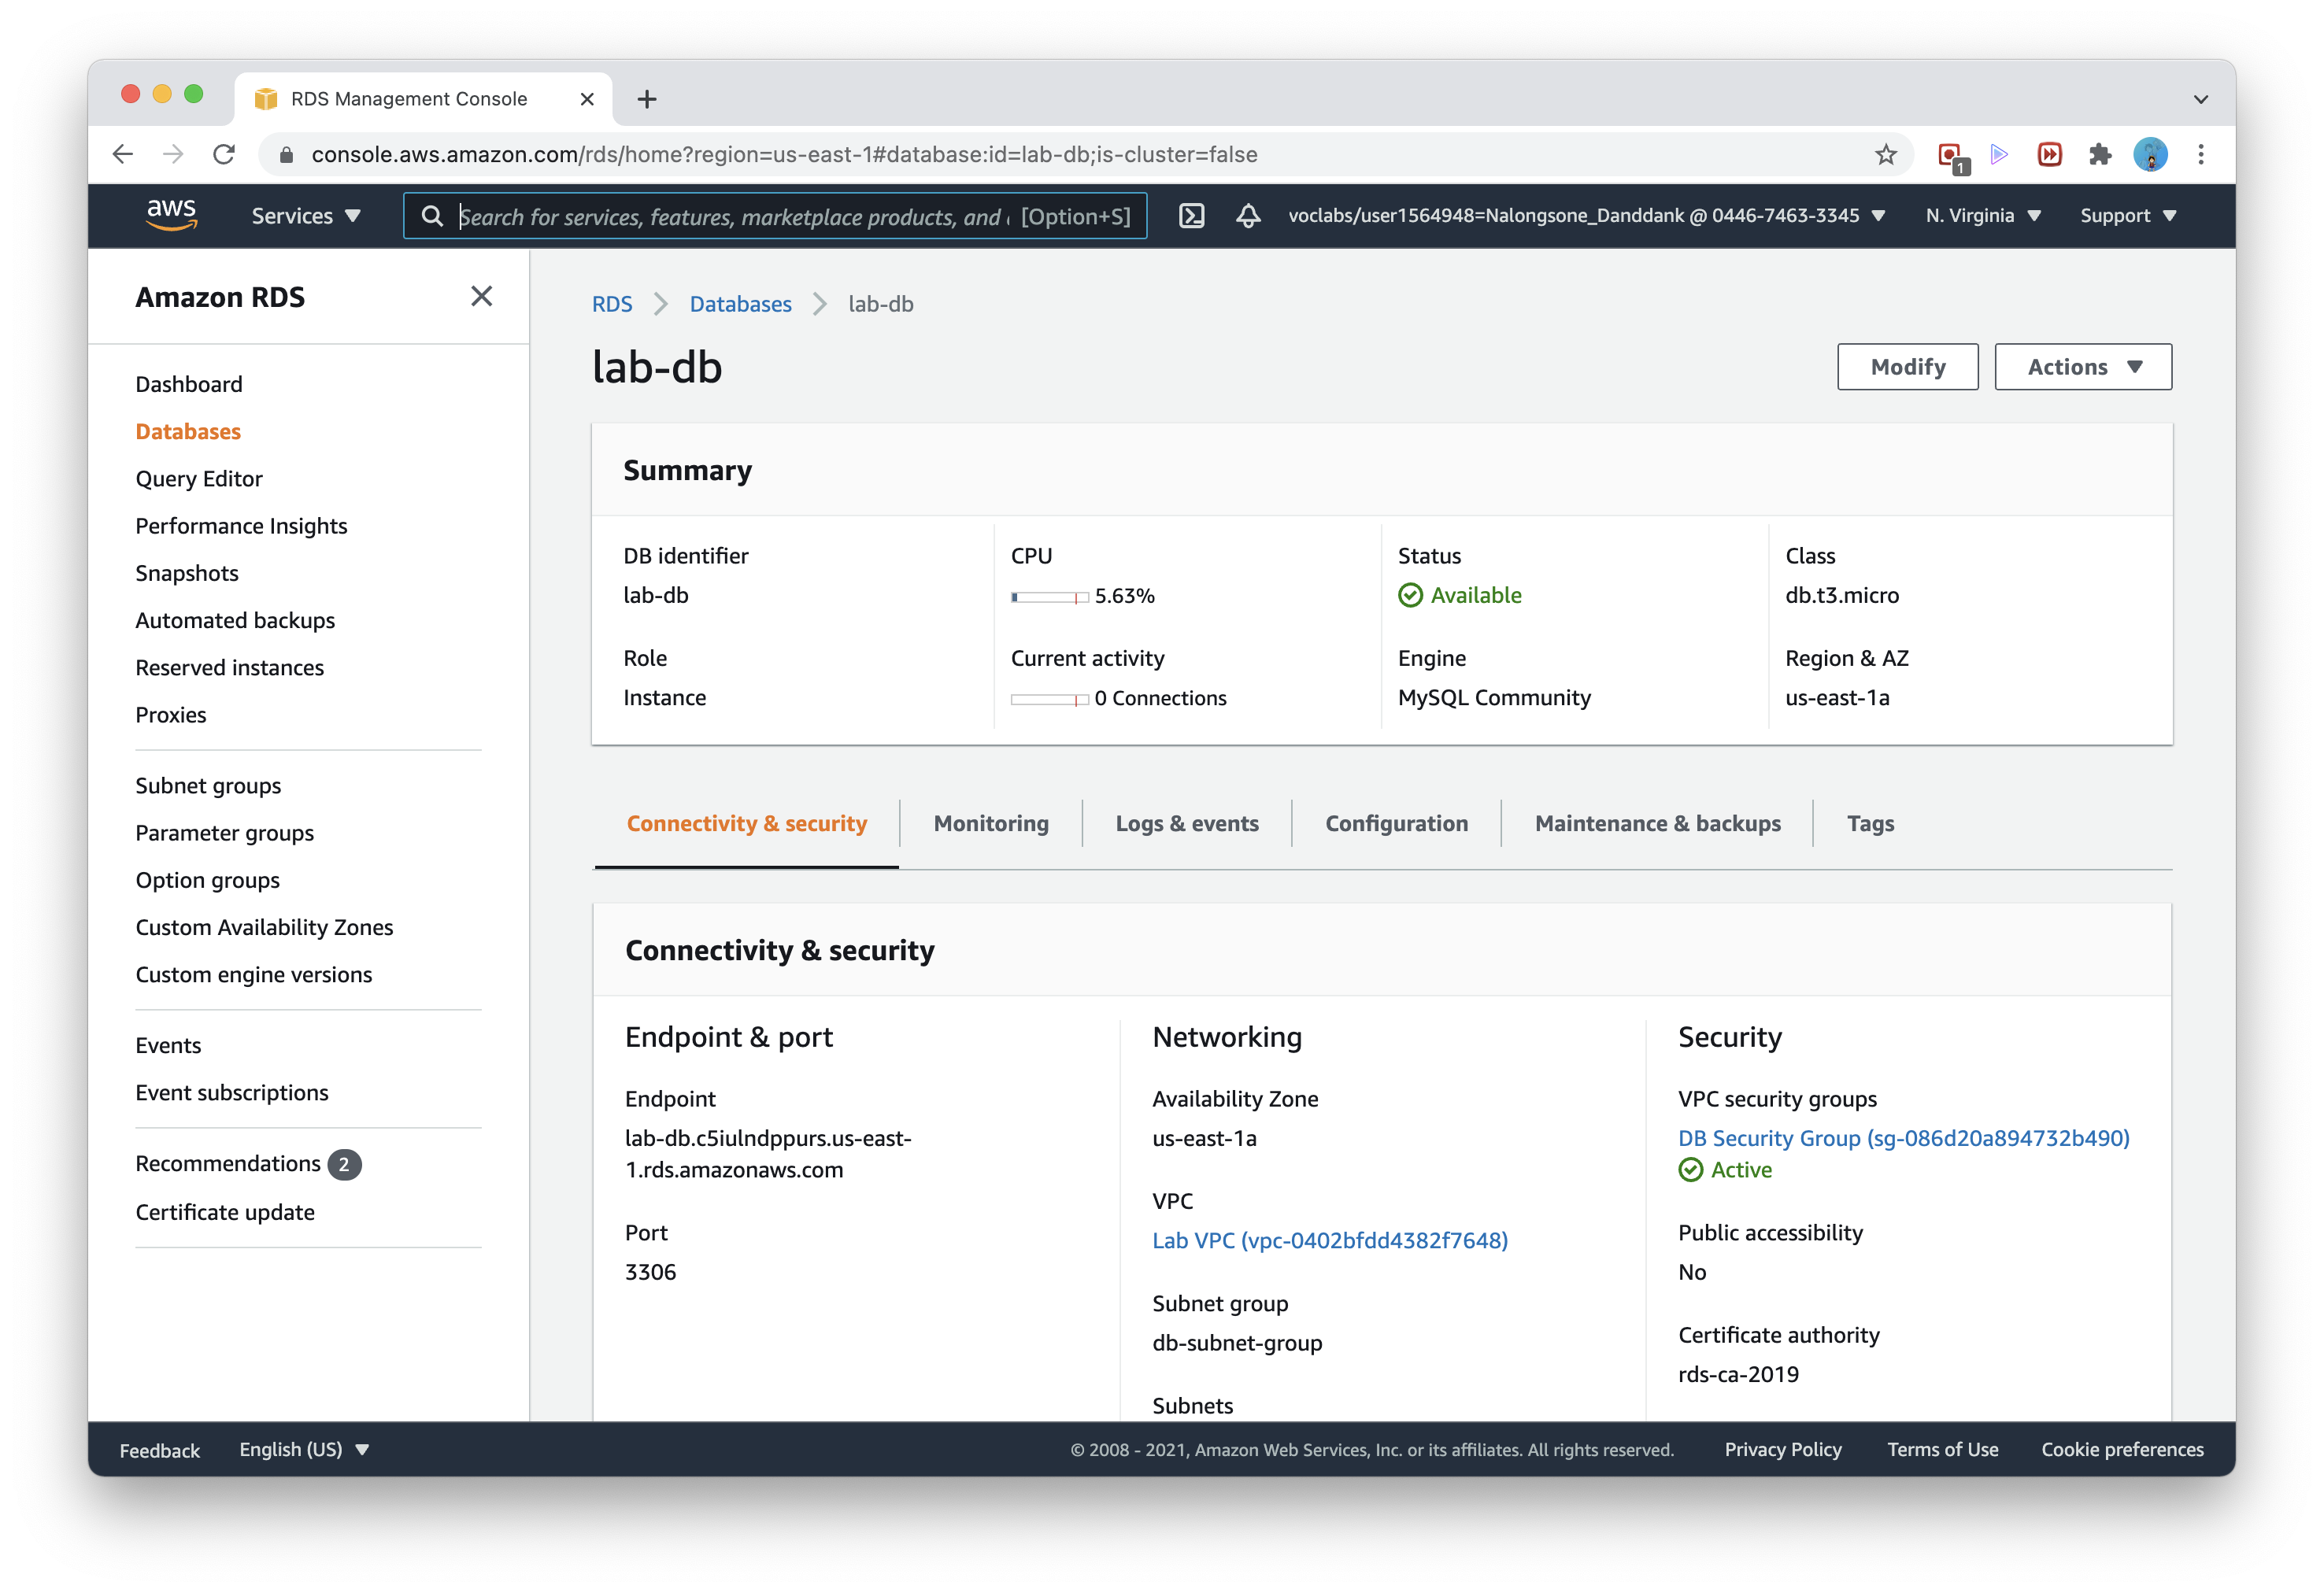 RDS Management Console
console.aws.amazon.com/rds/home?region=us-east-1#database:id=lab-db;is-cluster=false
1
aws
Services
Search for services, features, marketplace products, and
[Option+S]
voclabs/user1564948=Nalongsone_Danddank @ 0446-7463-3345
N. Virginia
Support
Amazon RDS
Dashboard
Databases
Query Editor
Performance Insights
Snapshots
Automated backups
Reserved instances
Proxies
Subnet groups
Parameter groups
Option groups
Custom Availability Zones
Custom engine versions
Events
Event subscriptions
Recommendations 2
Certificate update
RDS
Databases
lab-db
lab-db
Modify
Actions
Summary
DB identifier
lab-db
CPU
5.63%
Status
Available
Class
db.t3.micro
Role
Instance
Current activity
0 Connections
Engine
MySQL Community
Region & AZ
us-east-1a
Connectivity & security
Monitoring
Logs & events
Configuration
Maintenance & backups
Tags
Connectivity & security
Endpoint & port
Endpoint
lab-db.c5iulndppurs.us-east-
1.rds.amazonaws.com
Port
3306
Networking
Availability Zone
us-east-1a
VPC
Lab VPC (vpc-0402bfdd4382f7648)
Subnet group
db-subnet-group
Subnets
Security
VPC security groups
DB Security Group (sg-086d20a894732b490)
Active
Public accessibility
No
Certificate authority
rds-ca-2019
Feedback
English (US)
© 2008 - 2021, Amazon Web Services, Inc. or its affiliates. All rights reserved.
Privacy Policy
Terms of Use
Cookie preferences